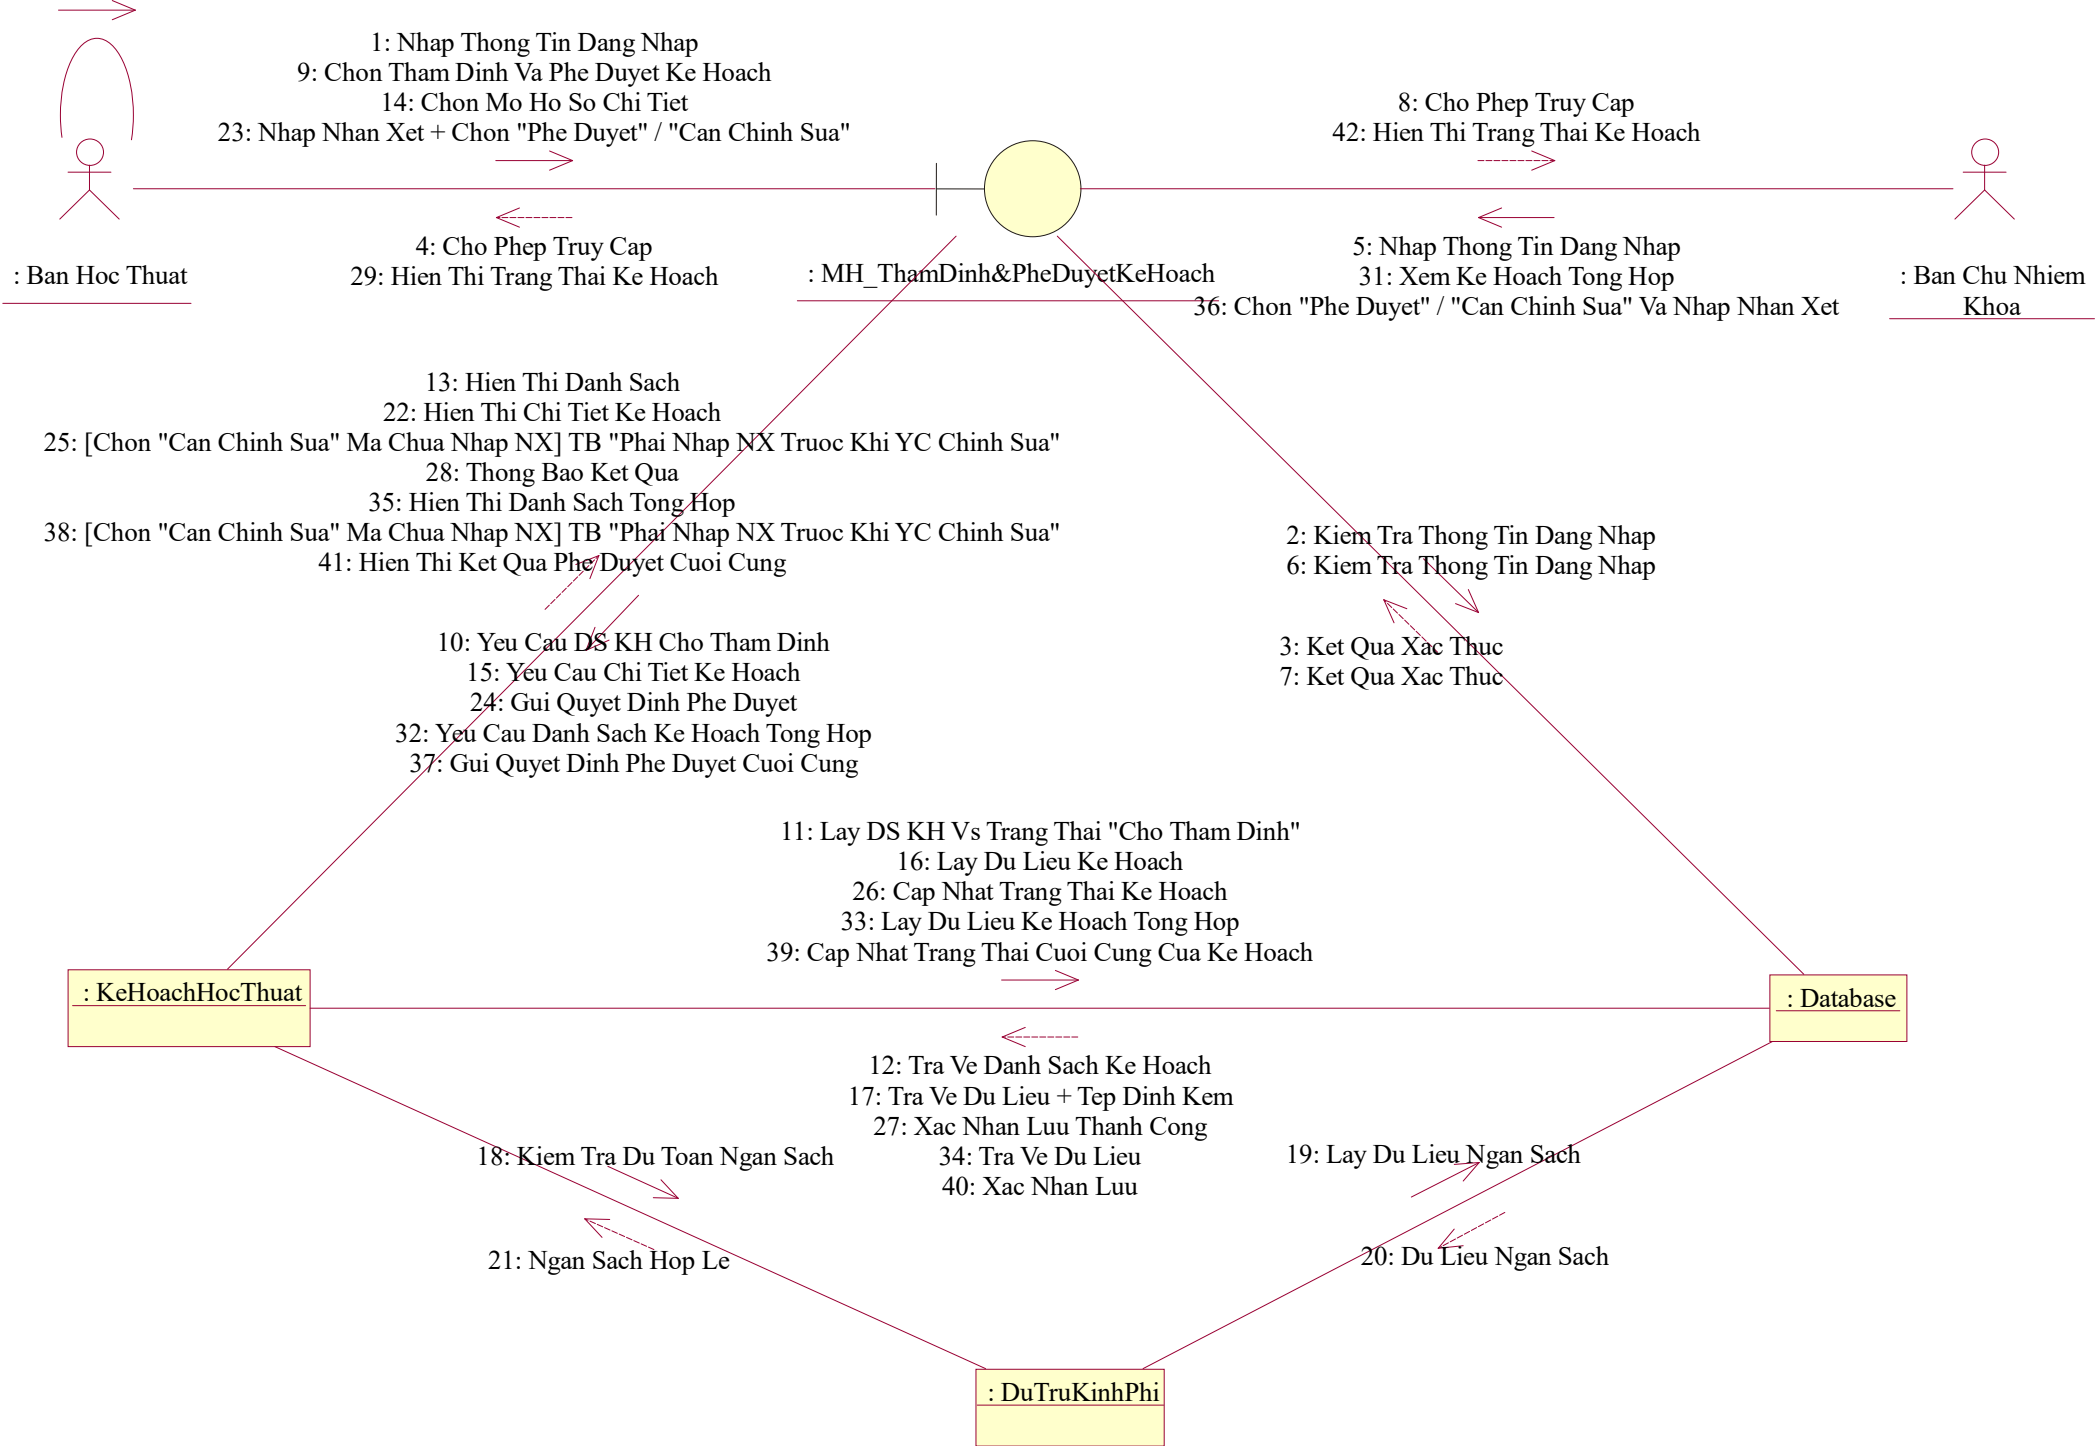 1: Nhap Thong Tin Dang Nhap
9: Chon Tham Dinh Va Phe Duyet Ke Hoach
14: Chon Mo Ho So Chi Tiet
23: Nhap Nhan Xet + Chon "Phe Duyet" / "Can Chinh Sua"
8: Cho Phep Truy Cap
42: Hien Thi Trang Thai Ke Hoach
: Ban Hoc Thuat
4: Cho Phep Truy Cap
29: Hien Thi Trang Thai Ke Hoach
: MH_ThamDinh&PheDuyetKeHoach
5: Nhap Thong Tin Dang Nhap
31: Xem Ke Hoach Tong Hop
36: Chon "Phe Duyet" / "Can Chinh Sua" Va Nhap Nhan Xet
: Ban Chu Nhiem
Khoa
13: Hien Thi Danh Sach
22: Hien Thi Chi Tiet Ke Hoach
25: [Chon "Can Chinh Sua" Ma Chua Nhap NX] TB "Phai Nhap NX Truoc Khi YC Chinh Sua"
28: Thong Bao Ket Qua
35: Hien Thi Danh Sach Tong Hop
38: [Chon "Can Chinh Sua" Ma Chua Nhap NX] TB "Phai Nhap NX Truoc Khi YC Chinh Sua"
41: Hien Thi Ket Qua Phe Duyet Cuoi Cung
2: Kiem Tra Thong Tin Dang Nhap
6: Kiem Tra Thong Tin Dang Nhap
3: Ket Qua Xac Thuc
7: Ket Qua Xac Thuc
10: Yeu Cau DS KH Cho Tham Dinh
15: Yeu Cau Chi Tiet Ke Hoach
24: Gui Quyet Dinh Phe Duyet
32: Yeu Cau Danh Sach Ke Hoach Tong Hop
37: Gui Quyet Dinh Phe Duyet Cuoi Cung
11: Lay DS KH Vs Trang Thai "Cho Tham Dinh"
16: Lay Du Lieu Ke Hoach
26: Cap Nhat Trang Thai Ke Hoach
33: Lay Du Lieu Ke Hoach Tong Hop
39: Cap Nhat Trang Thai Cuoi Cung Cua Ke Hoach
: KeHoachHocThuat
: Database
12: Tra Ve Danh Sach Ke Hoach
17: Tra Ve Du Lieu + Tep Dinh Kem
27: Xac Nhan Luu Thanh Cong
34: Tra Ve Du Lieu
40: Xac Nhan Luu
18: Kiem Tra Du Toan Ngan Sach
19: Lay Du Lieu Ngan Sach
21: Ngan Sach Hop Le
20: Du Lieu Ngan Sach
: DuTruKinhPhi